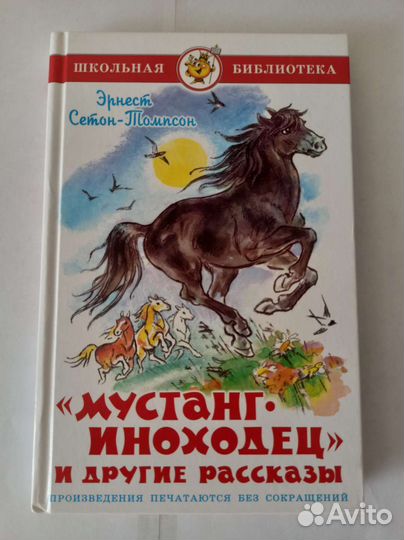 ШКОЛЬНАЯ БИБЛИОТЕКА
Эрнест
Сетон-Томпсон
«МУСТАНГ-
ИНОХОДЕЦ»
И ДРУГИЕ РАССКАЗЫ
ПРОИЗВЕДЕНИЯ ПЕЧАТАЮТСЯ БЕЗ СОКРАЩЕНИЙ
Avito